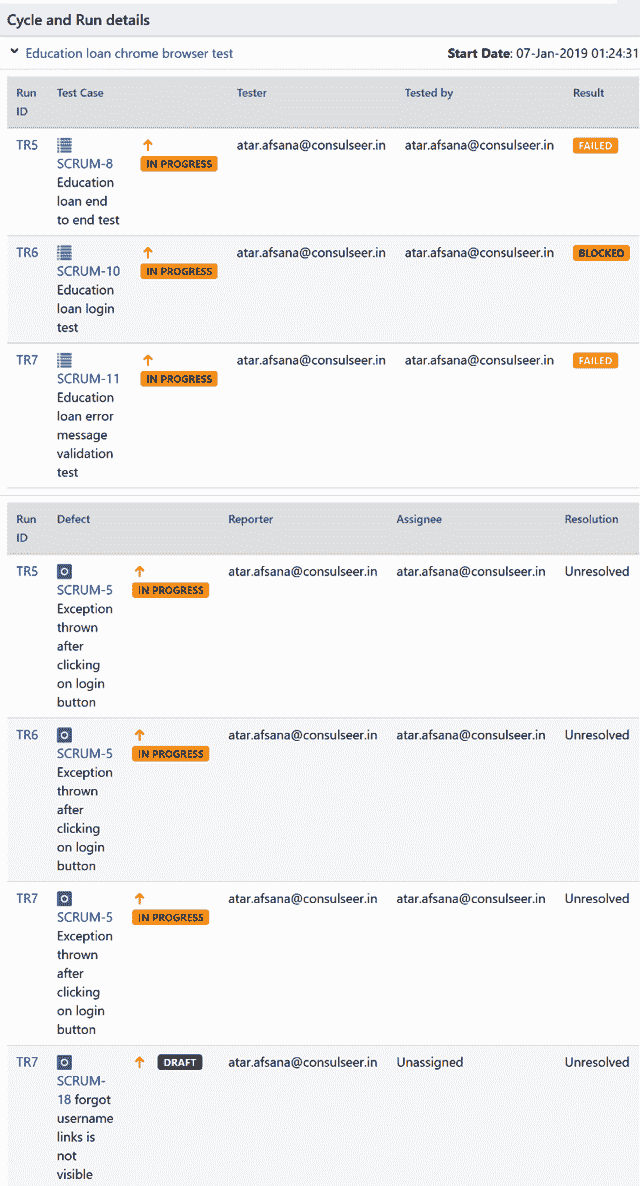 Cycle and Run details
Education loan chrome browser test Start Date: 07-Jan-2019 01:24:31
Run ID Test Case Tester Tested by Result
TR5 SCRUM-8 Education loan end to end test IN PROGRESS atar.afsana@consulseer.in atar.afsana@consulseer.in FAILED
TR6 SCRUM-10 Education loan login test IN PROGRESS atar.afsana@consulseer.in atar.afsana@consulseer.in BLOCKED
TR7 SCRUM-11 Education loan error message validation test IN PROGRESS atar.afsana@consulseer.in atar.afsana@consulseer.in FAILED
Run ID Defect Reporter Assignee Resolution
TR5 SCRUM-5 Exception thrown after clicking on login button IN PROGRESS atar.afsana@consulseer.in atar.afsana@consulseer.in Unresolved
TR6 SCRUM-5 Exception thrown after clicking on login button IN PROGRESS atar.afsana@consulseer.in atar.afsana@consulseer.in Unresolved
TR7 SCRUM-5 Exception thrown after clicking on login button IN PROGRESS atar.afsana@consulseer.in atar.afsana@consulseer.in Unresolved
TR7 SCRUM-18 forgot username links is not visible DRAFT atar.afsana@consulseer.in Unassigned Unresolved